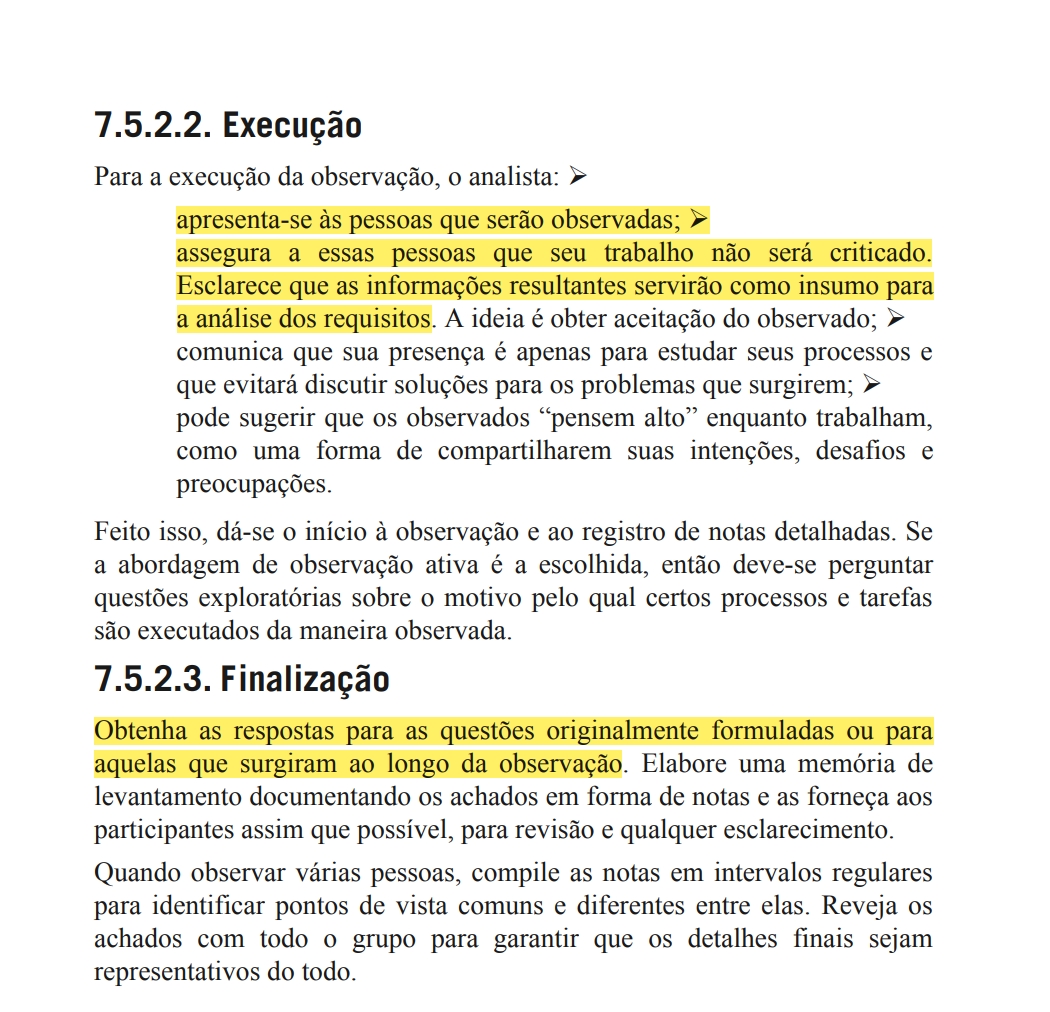 7.5.2.2. Execução
Para a execução da observação, o analista: ➢
apresenta-se às pessoas que serão observadas; ➢
assegura a essas pessoas que seu trabalho não será criticado.
Esclarece que as informações resultantes servirão como insumo para
a análise dos requisitos. A ideia é obter aceitação do observado; ➢
comunica que sua presença é apenas para estudar seus processos e
que evitará discutir soluções para os problemas que surgirem; ➢
pode sugerir que os observados “pensem alto” enquanto trabalham,
como uma forma de compartilharem suas intenções, desafios e
preocupações.
Feito isso, dá-se o início à observação e ao registro de notas detalhadas. Se
a abordagem de observação ativa é a escolhida, então deve-se perguntar
questões exploratórias sobre o motivo pelo qual certos processos e tarefas
são executados da maneira observada.
7.5.2.3. Finalização
Obtenha as respostas para as questões originalmente formuladas ou para
aquelas que surgiram ao longo da observação. Elabore uma memória de
levantamento documentando os achados em forma de notas e as forneça aos
participantes assim que possível, para revisão e qualquer esclarecimento.
Quando observar várias pessoas, compile as notas em intervalos regulares
para identificar pontos de vista comuns e diferentes entre elas. Reveja os
achados com todo o grupo para garantir que os detalhes finais sejam
representativos do todo.